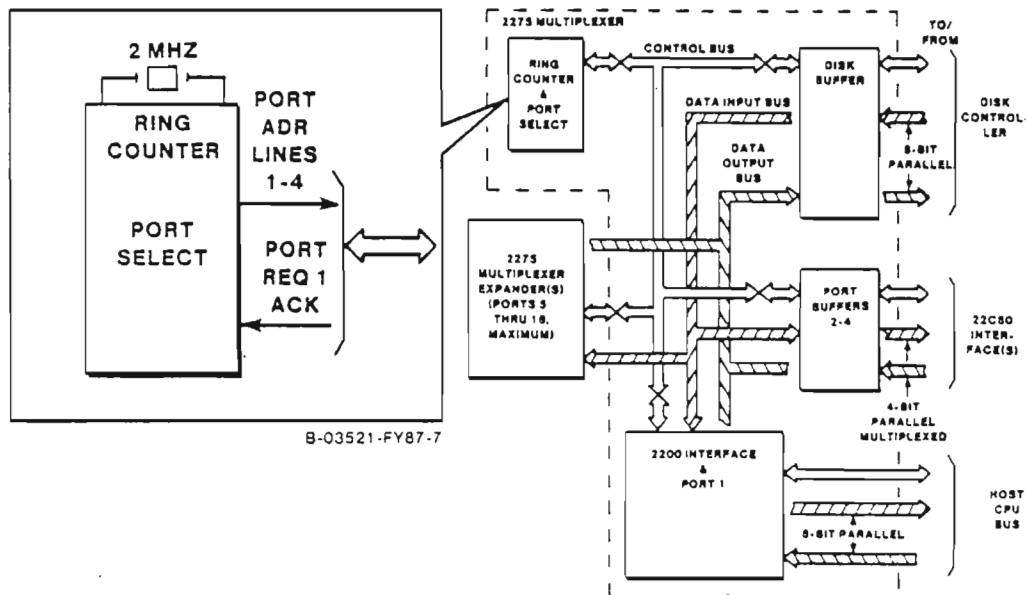 2 MHZ
RING
COUNTER
PORT
SELECT
PORT
ADR
LINES
1-4
PORT
REQ 1
ACK
B-03521-FY87-7
2275 MULTIPLEXER
RING
COUNTER
&
PORT
SELECT
CONTROL BUS
DATA INPUT BUS
DATA
OUTPUT
BUS
DISK
BUFFER
TO/
FROM
DISK
CONTROL-
LER
8-BIT
PARALLEL
2275
MULTIPLEXER
EXPANDER(S)
(PORTS 5
THRU 16,
MAXIMUM)
PORT
BUFFERS
2-4
22C80
INTER-
FACE(S)
4-BIT
PARALLEL
MULTIPLEXED
2200 INTERFACE
&
PORT 1
8-BIT PARALLEL
HOST
CPU
BUS